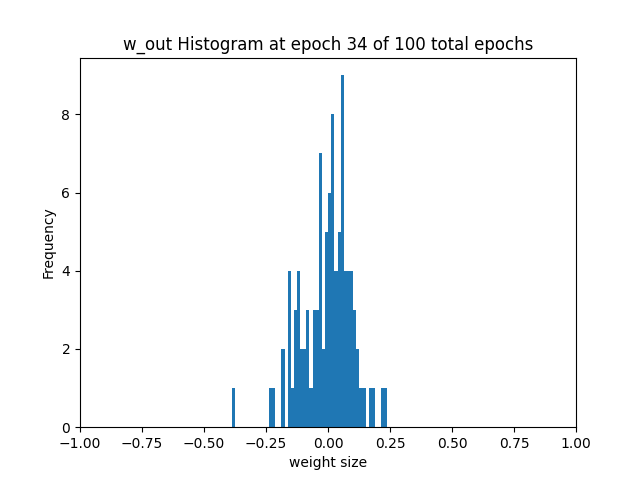 w_out Histogram at epoch 34 of 100 total epochs
Frequency
8
6
4
2
0
−1.00 −0.75 −0.50 −0.25 0.00 0.25 0.50 0.75 1.00
weight size